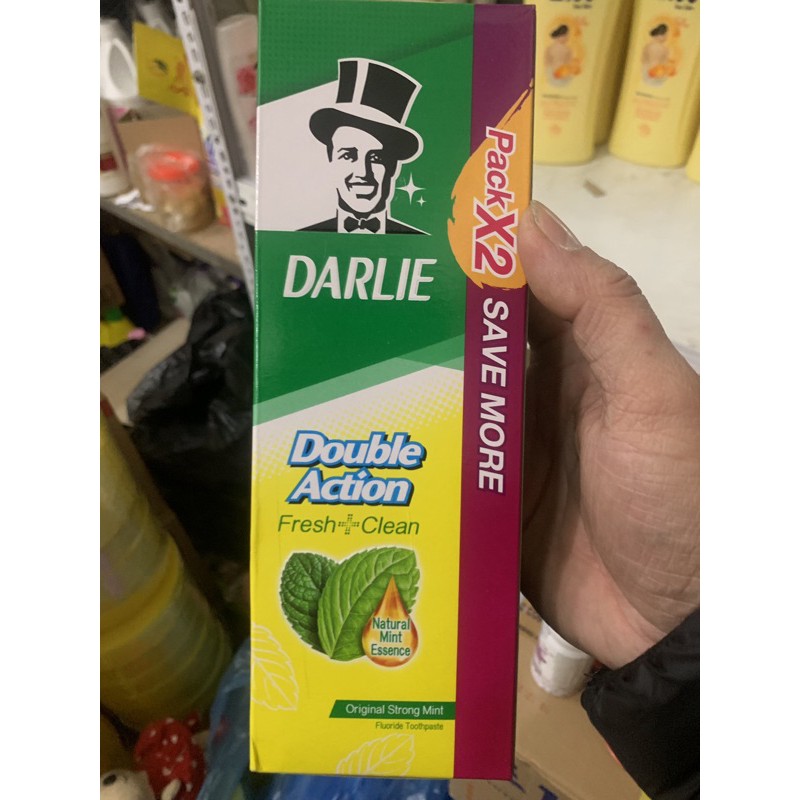 DARLIE
Double
Action
Fresh+Clean
Natural
Mint
Essence
Original Strong Mint
Fluoride Toothpaste
Pack X2
SAVE MORE